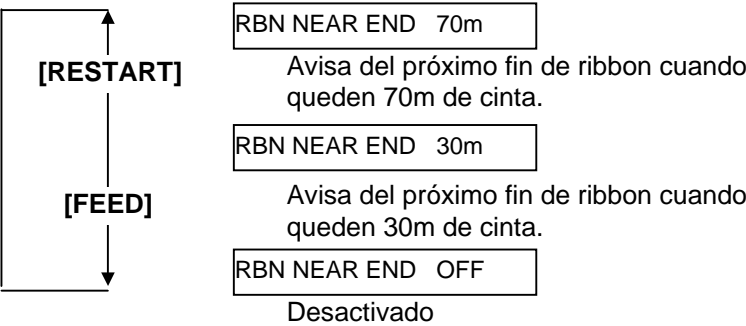 RBN NEAR END 70m
[RESTART]
Avisa del próximo fin de ribbon cuando
queden 70m de cinta.
RBN NEAR END 30m
[FEED]
Avisa del próximo fin de ribbon cuando
queden 30m de cinta.
RBN NEAR END OFF
Desactivado